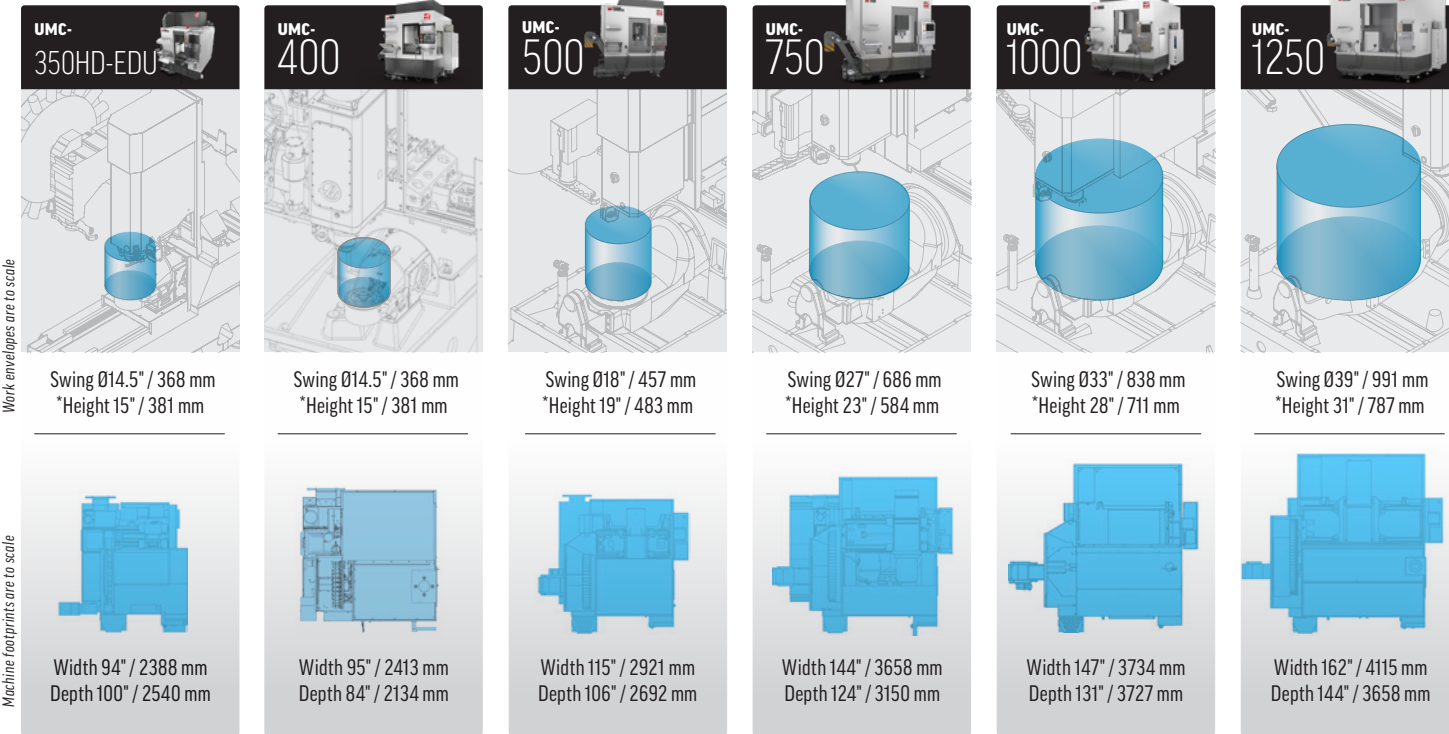 UMC-
350HD-EDU
UMC-
400
UMC-
500
UMC-
750
UMC-
1000
UMC-
1250
Work envelopes are to scale
Swing Ø14.5" / 368 mm
*Height 15" / 381 mm
Swing Ø14.5" / 368 mm
*Height 15" / 381 mm
Swing Ø18" / 457 mm
*Height 19" / 483 mm
Swing Ø27" / 686 mm
*Height 23" / 584 mm
Swing Ø33" / 838 mm
*Height 28" / 711 mm
Swing Ø39" / 991 mm
*Height 31" / 787 mm
Machine footprints are to scale
Width 94" / 2388 mm
Depth 100" / 2540 mm
Width 95" / 2413 mm
Depth 84" / 2134 mm
Width 115" / 2921 mm
Depth 106" / 2692 mm
Width 144" / 3658 mm
Depth 124" / 3150 mm
Width 147" / 3734 mm
Depth 131" / 3727 mm
Width 162" / 4115 mm
Depth 144" / 3658 mm